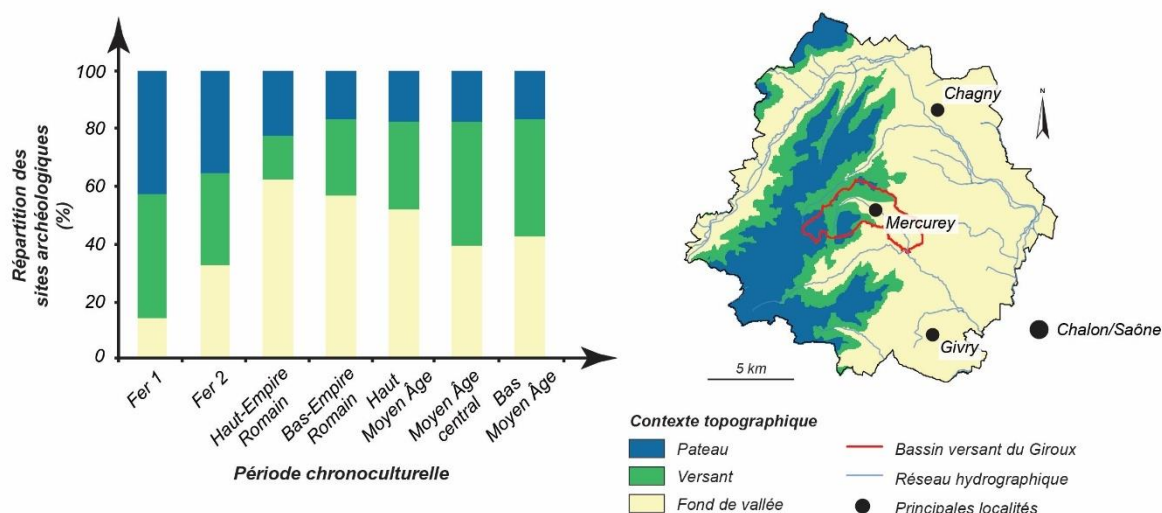 Répartition des
sites archéologiques
(%)
100
80
60
40
20
0
Fer 1
Fer 2
Haut-Empire
Romain
Bas-Empire
Romain
Haut
Moyen Âge
Moyen Âge
central
Bas
Moyen Âge
Période chronoculturelle
N
Chagny
Mercurey
Givry
Chalon/Saône
5 km
Contexte topographique
Pateau
Versant
Fond de vallée
Bassin versant du Giroux
Réseau hydrographique
Principales localités